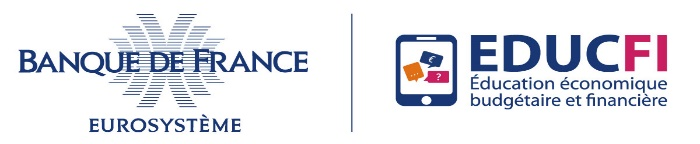 BANQUE DE FRANCE
EUROSYSTÈME
€
...
?
EDUCFI
Éducation économique
budgétaire et financière